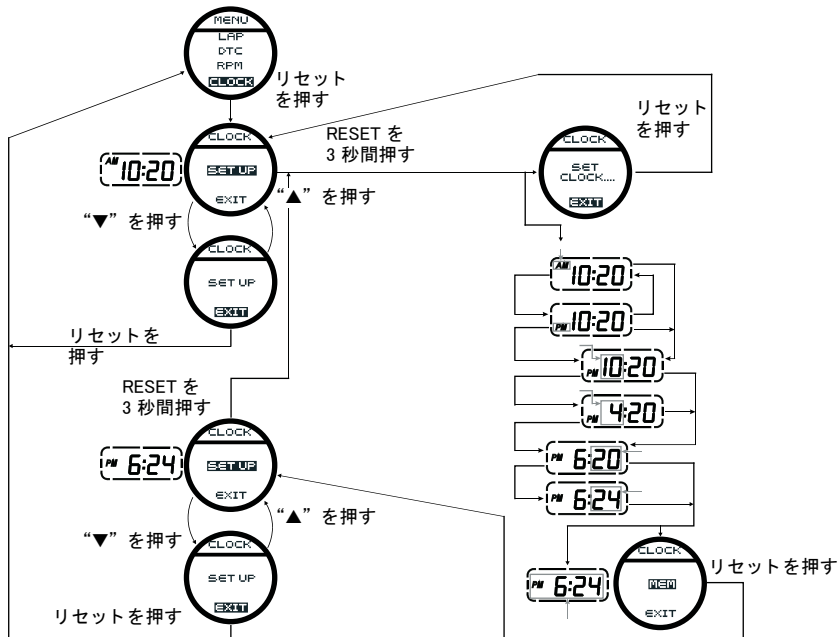 MENU
LAP
DTC
RPM
CLOCK
リセット
を押す
CLOCK
SET UP
EXIT
AM 10:20
RESET を
3 秒間押す
“▲” を押す
“▼” を押す
CLOCK
SET UP
EXIT
リセットを
押す
CLOCK
SET
CLOCK....
EXIT
リセット
を押す
AM 10:20
PM 10:20
PM 10:20
PM 4:20
PM 6:20
PM 6:24
RESET を
3 秒間押す
CLOCK
SET UP
EXIT
PM 6:24
“▲” を押す
“▼” を押す
CLOCK
SET UP
EXIT
リセットを押す
PM 6:24
CLOCK
MEM
EXIT
リセットを押す